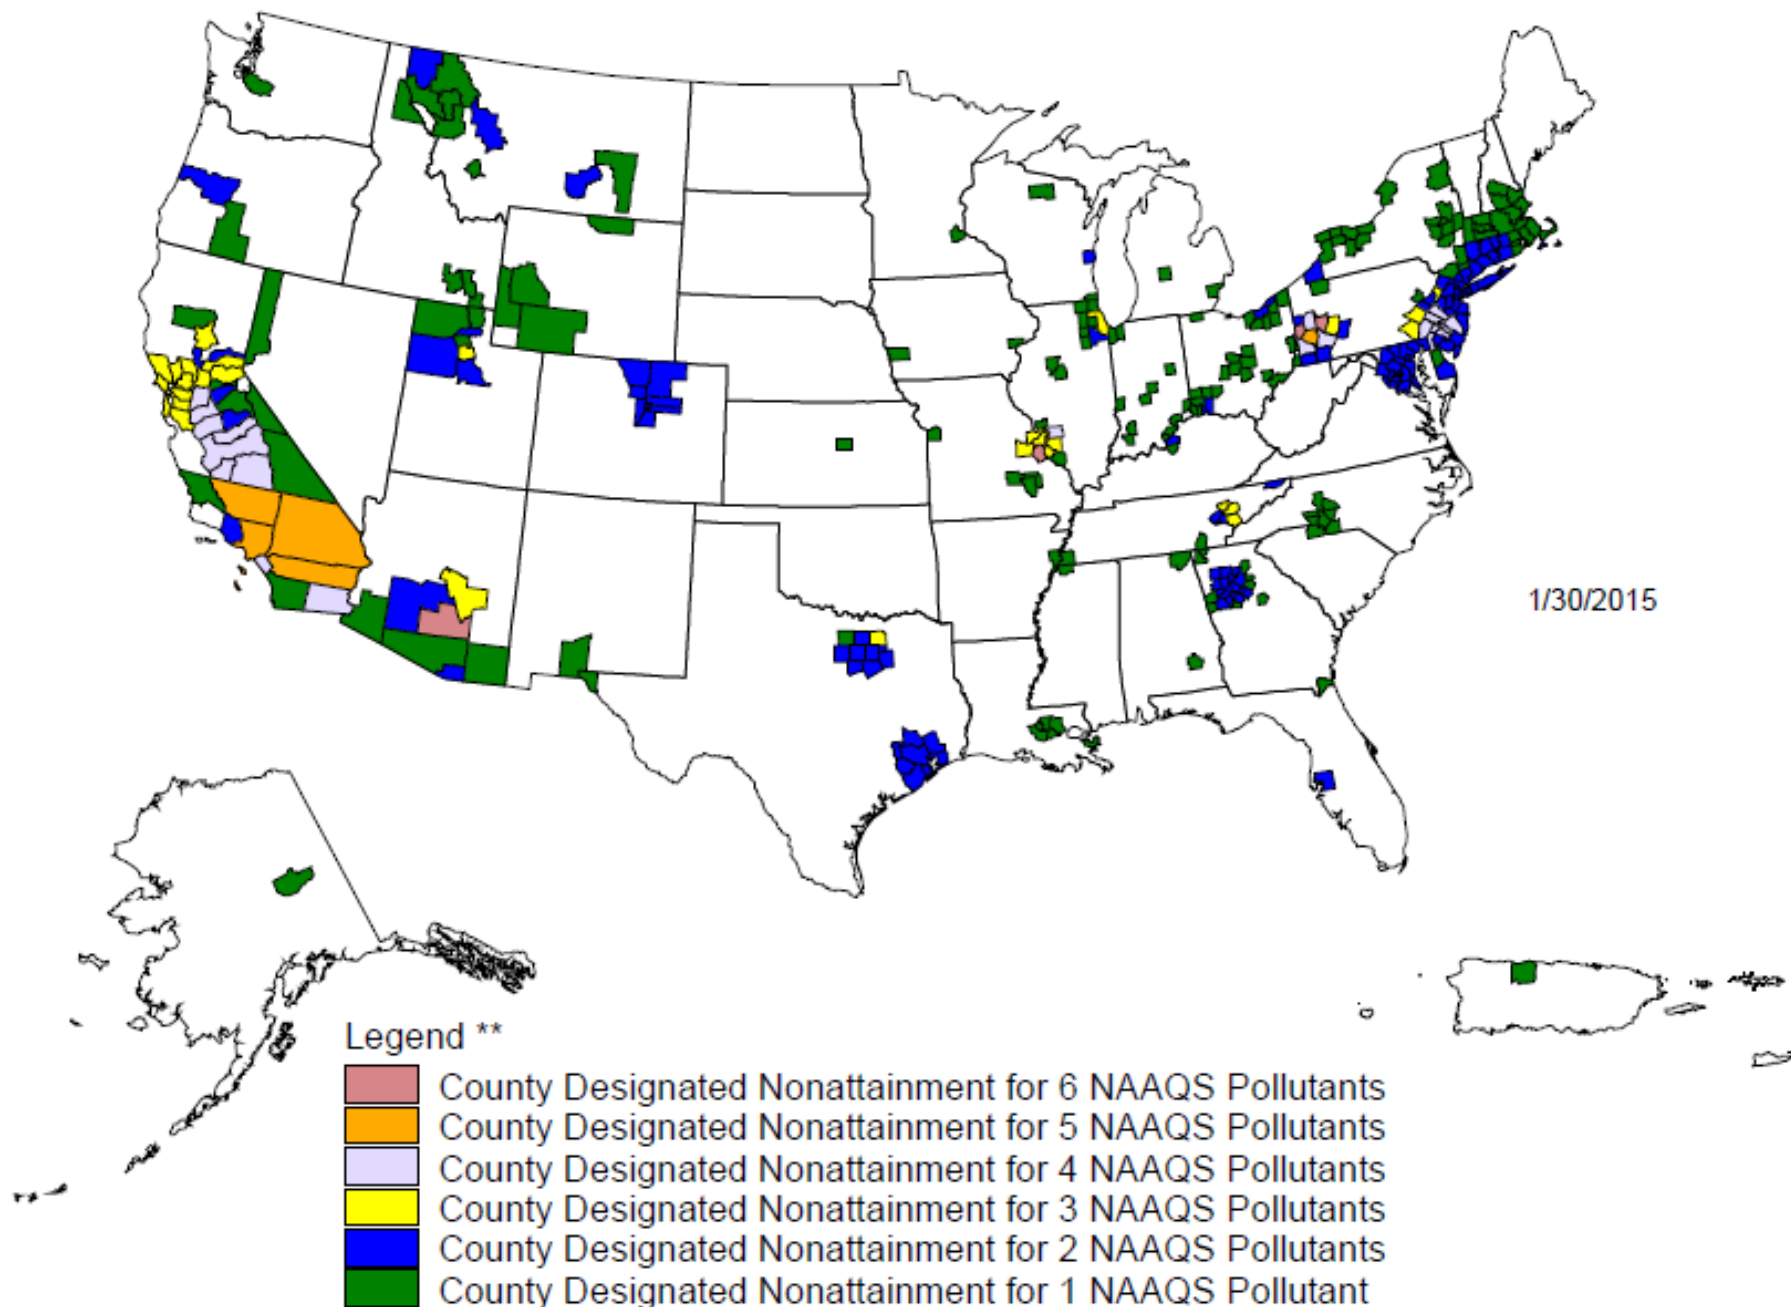 1/30/2015
Legend **
County Designated Nonattainment for 6 NAAQS Pollutants
County Designated Nonattainment for 5 NAAQS Pollutants
County Designated Nonattainment for 4 NAAQS Pollutants
County Designated Nonattainment for 3 NAAQS Pollutants
County Designated Nonattainment for 2 NAAQS Pollutants
County Designated Nonattainment for 1 NAAQS Pollutant